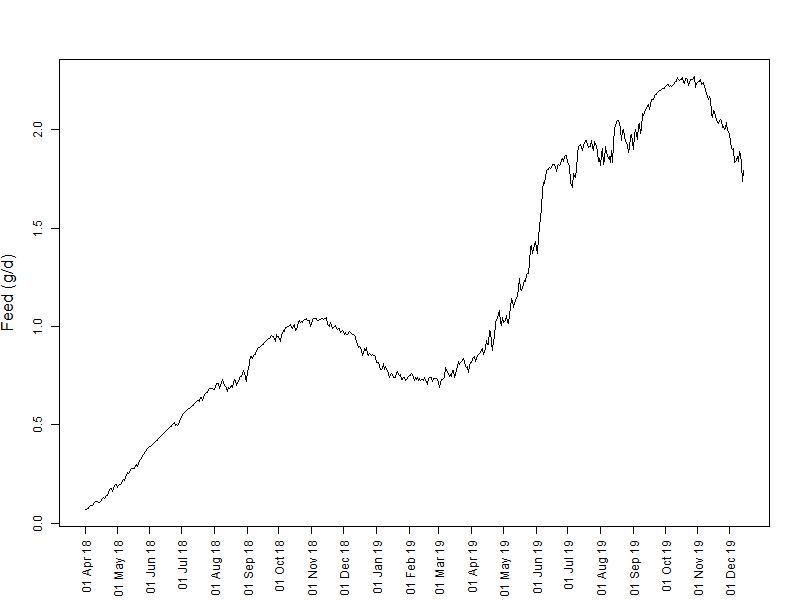 Feed (g/d)
2.0
1.5
1.0
0.5
0.0
01 Apr 18
01 May 18
01 Jun 18
01 Jul 18
01 Aug 18
01 Sep 18
01 Oct 18
01 Nov 18
01 Dec 18
01 Jan 19
01 Feb 19
01 Mar 19
01 Apr 19
01 May 19
01 Jun 19
01 Jul 19
01 Aug 19
01 Sep 19
01 Oct 19
01 Nov 19
01 Dec 19